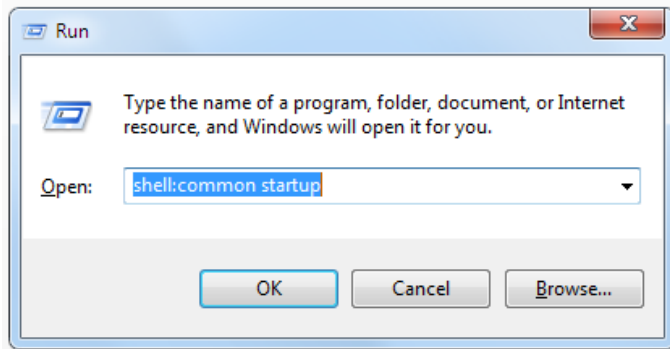 Run
Type the name of a program, folder, document, or Internet
resource, and Windows will open it for you.
Open: shell:common startup
OK Cancel Browse...